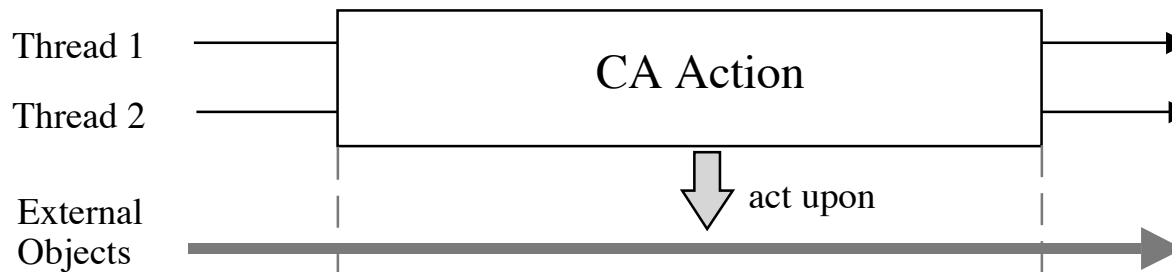 Thread 1
CA Action
Thread 2
act upon
External
Objects